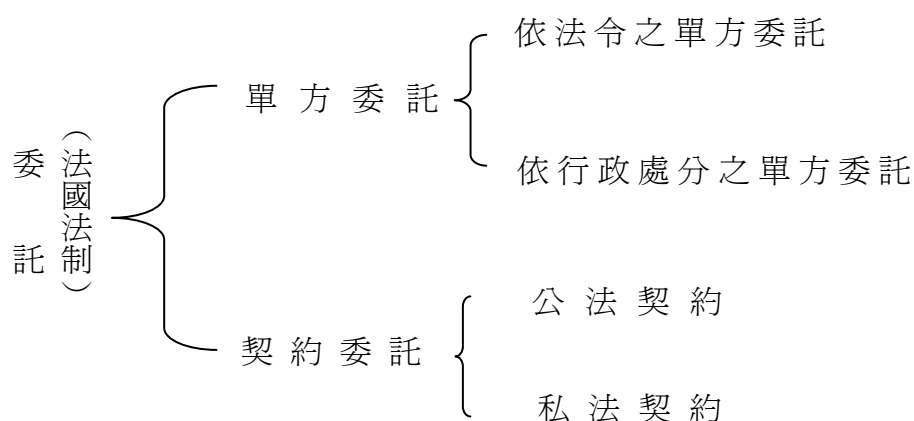 委託
（法國法制）
單方委託
依法令之單方委託
依行政處分之單方委託
契約委託
公法契約
私法契約